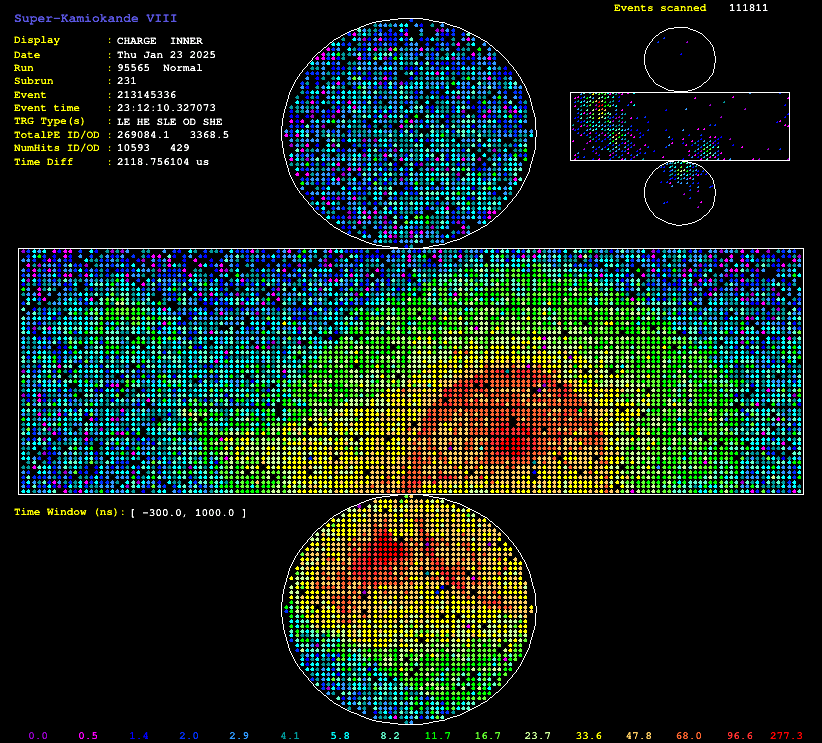 Super-Kamiokande VIII
Events scanned 111811
Display : CHARGE INNER
Date : Thu Jan 23 2025
Run : 95565 Normal
Subrun : 231
Event : 213145336
Event time : 23:12:10.327073
TRG Type(s) : LE HE SLE OD SHE
TotalPE ID/OD : 269084.1 3368.5
NumHits ID/OD : 10593 429
Time Diff : 2118.756104 us
Time Window (ns): [ -300.0, 1000.0 ]
0.0 0.5 1.4 2.0 2.9 4.1 5.8 8.2 11.7 16.7 23.7 33.6 47.8 68.0 96.6 277.3